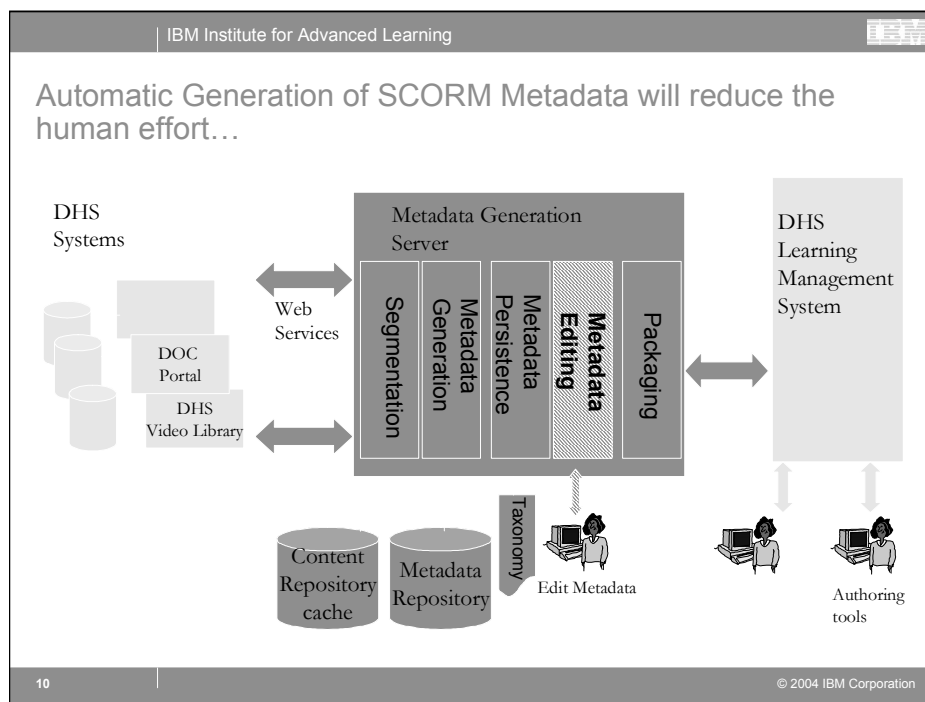 IBM Institute for Advanced Learning
IBM
Automatic Generation of SCORM Metadata will reduce the
human effort…
DHS
Systems
DOC
Portal
DHS
Video Library
Web
Services
Metadata Generation
Server
Segmentation
Metadata
Generation
Metadata
Persistence
Metadata
Editing
Packaging
DHS
Learning
Management
System
Content
Repository
cache
Metadata
Repository
Taxonomy
Edit Metadata
Authoring
tools
10
© 2004 IBM Corporation